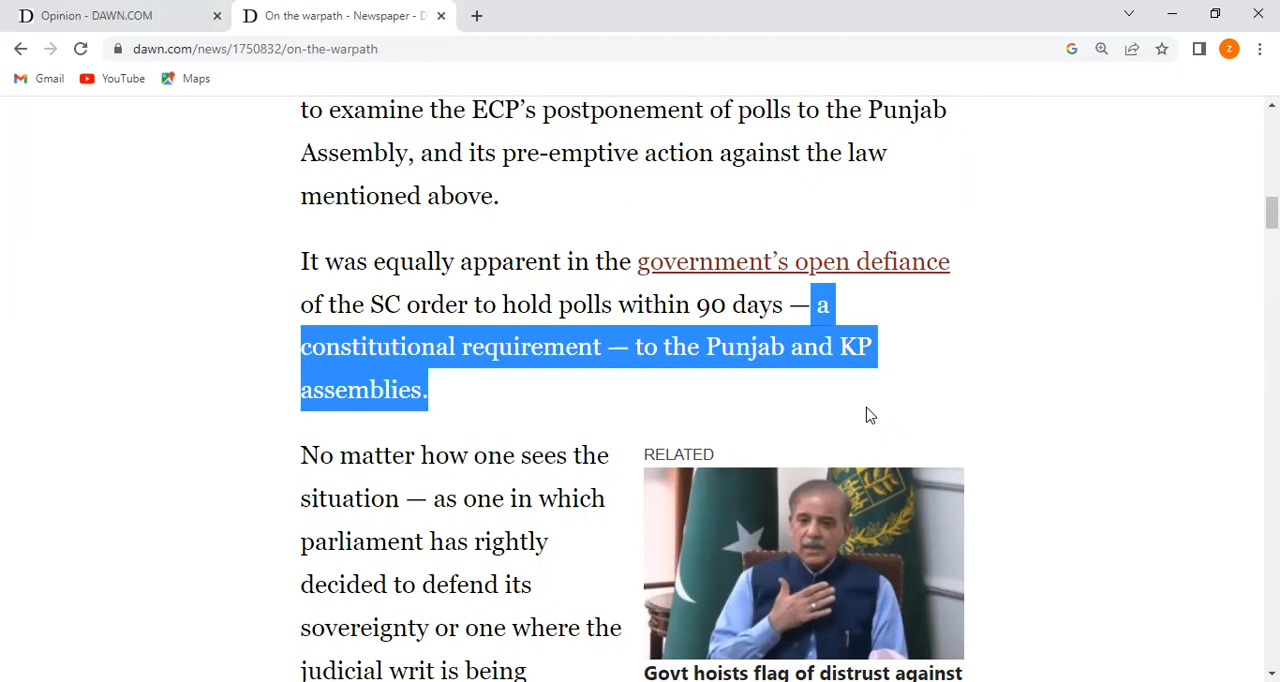 Opinion - DAWN.COM
On the warpath - Newspaper - D
dawn.com/news/1750832/on-the-warpath
Z
Gmail
YouTube
Maps
to examine the ECP’s postponement of polls to the Punjab
Assembly, and its pre-emptive action against the law
mentioned above.
It was equally apparent in the government’s open defiance
of the SC order to hold polls within 90 days — a
constitutional requirement — to the Punjab and KP
assemblies.
No matter how one sees the
situation — as one in which
parliament has rightly
decided to defend its
sovereignty or one where the
judicial writ is being
RELATED
Govt hoists flag of distrust against